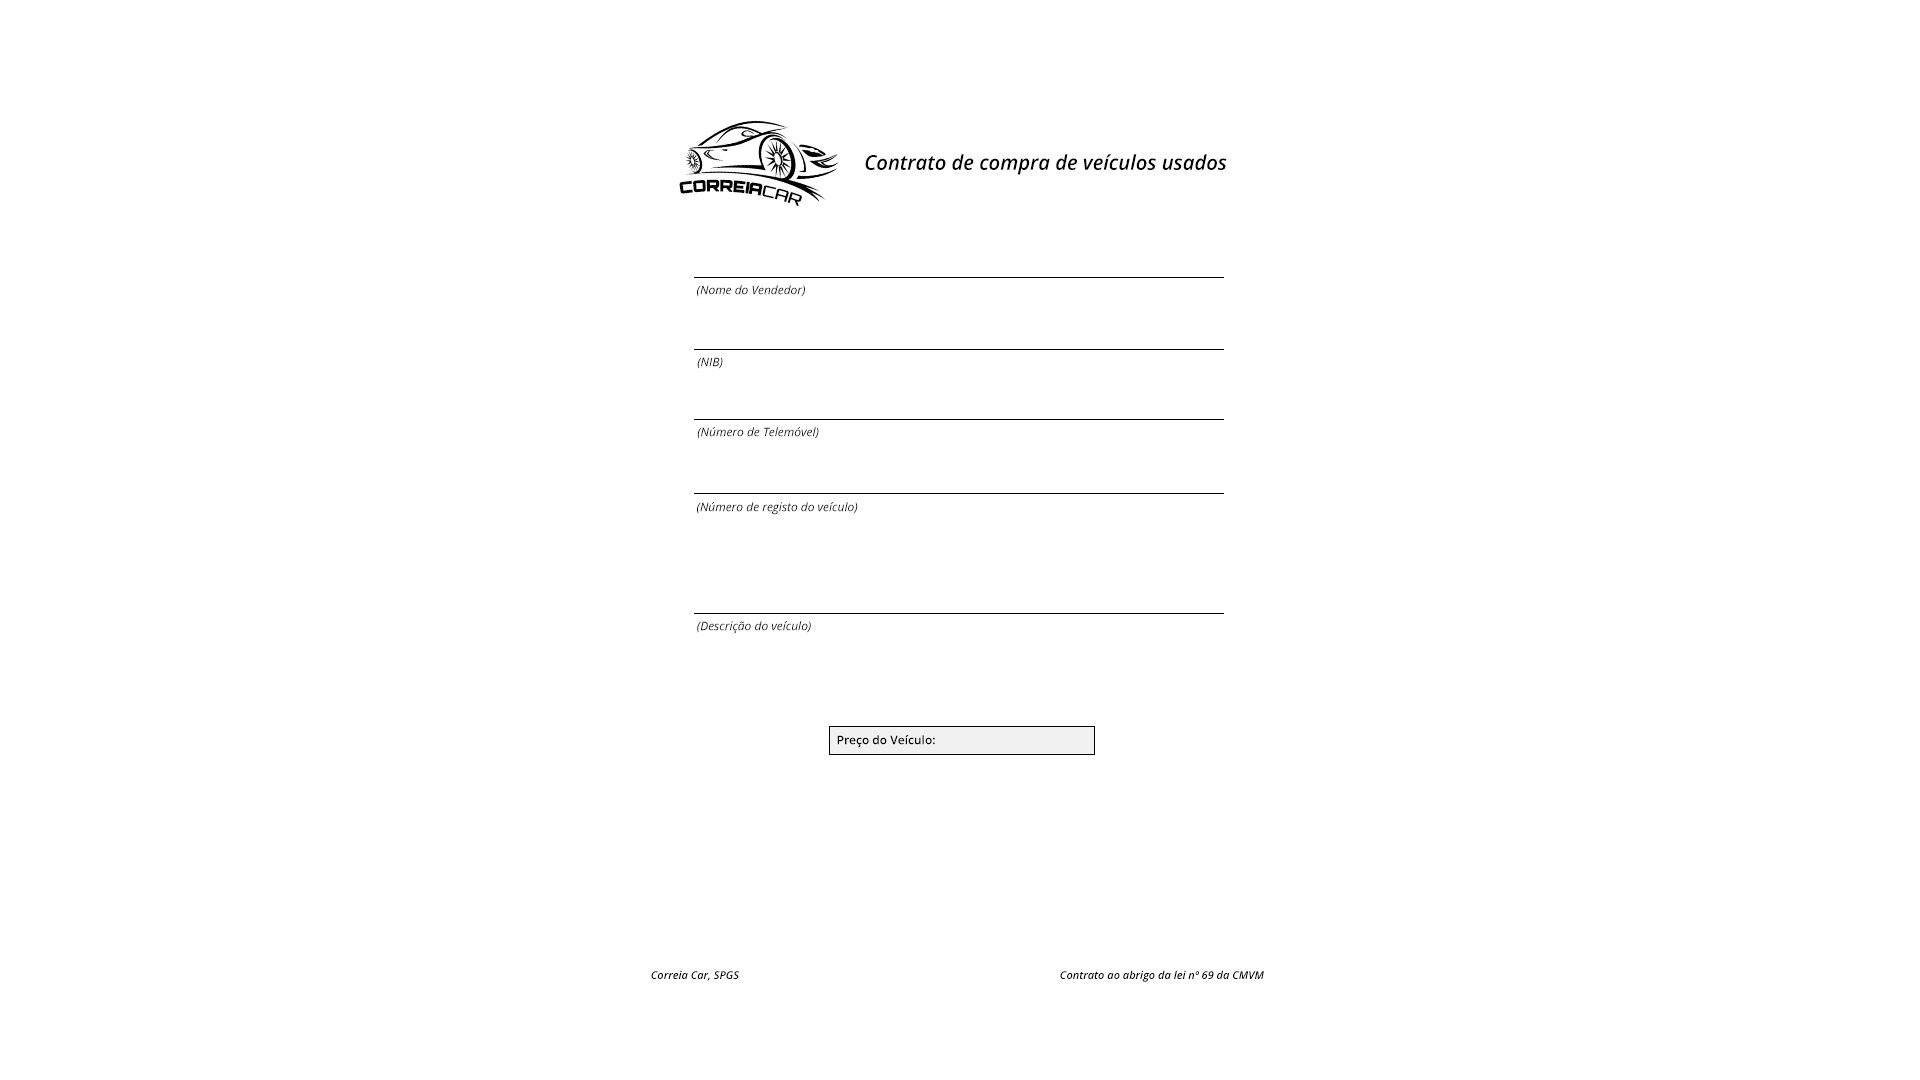 CORREIACAR
Contrato de compra de veículos usados
(Nome do Vendedor)
(NIB)
(Número de Telemóvel)
(Número de registo do veículo)
(Descrição do veículo)
Preço do Veículo:
Correia Car, SPGS
Contrato ao abrigo da lei nº 69 da CMVM